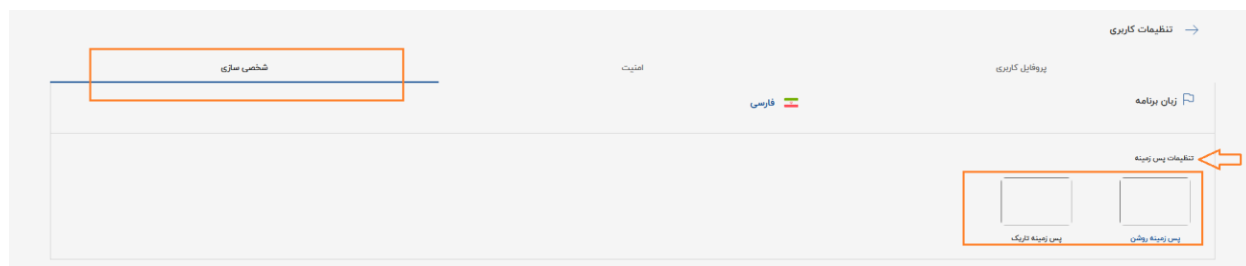 تنظیمات کاربری
پروفایل کاربری
امنیت
شخصی سازی
زبان برنامه
فارسی
تنظیمات پس زمینه
پس زمینه روشن
پس زمینه تاریک